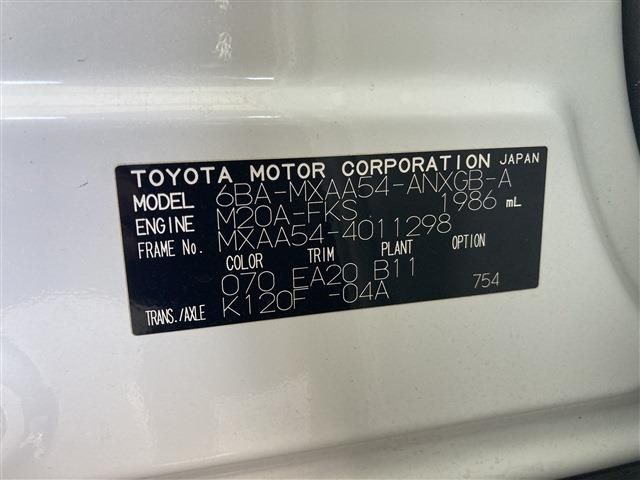 TOYOTA MOTOR CORPORATION JAPAN
MODEL 6BA-MXAA54-ANXGB-A
ENGINE M20A-FKS 1986 mL
FRAME No. MXAA54-4011298
COLOR TRIM PLANT OPTION
070 EA20 B11
TRANS./AXLE K120F -04A 754